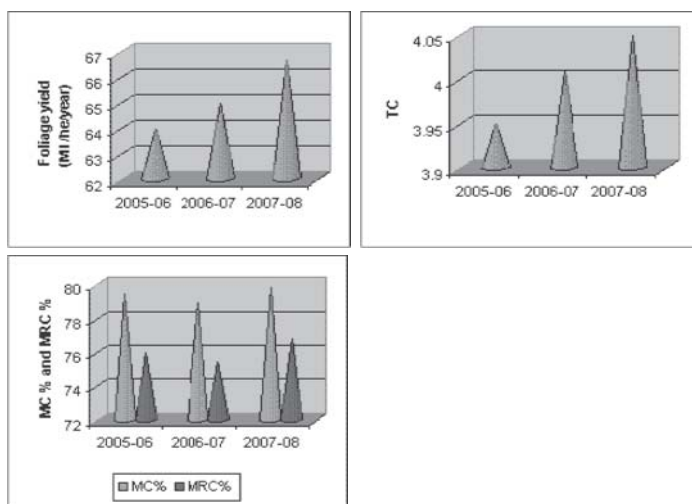 Foliage yield
(MI /he/year)
67
66
65
64
63
62
2005-06 2006-07 2007-08
TC
4.05
4
3.95
3.9
2005-06 2006-07 2007-08
MC % and MRC %
80
78
76
74
72
2005-06 2006-07 2007-08
MC% MRC%